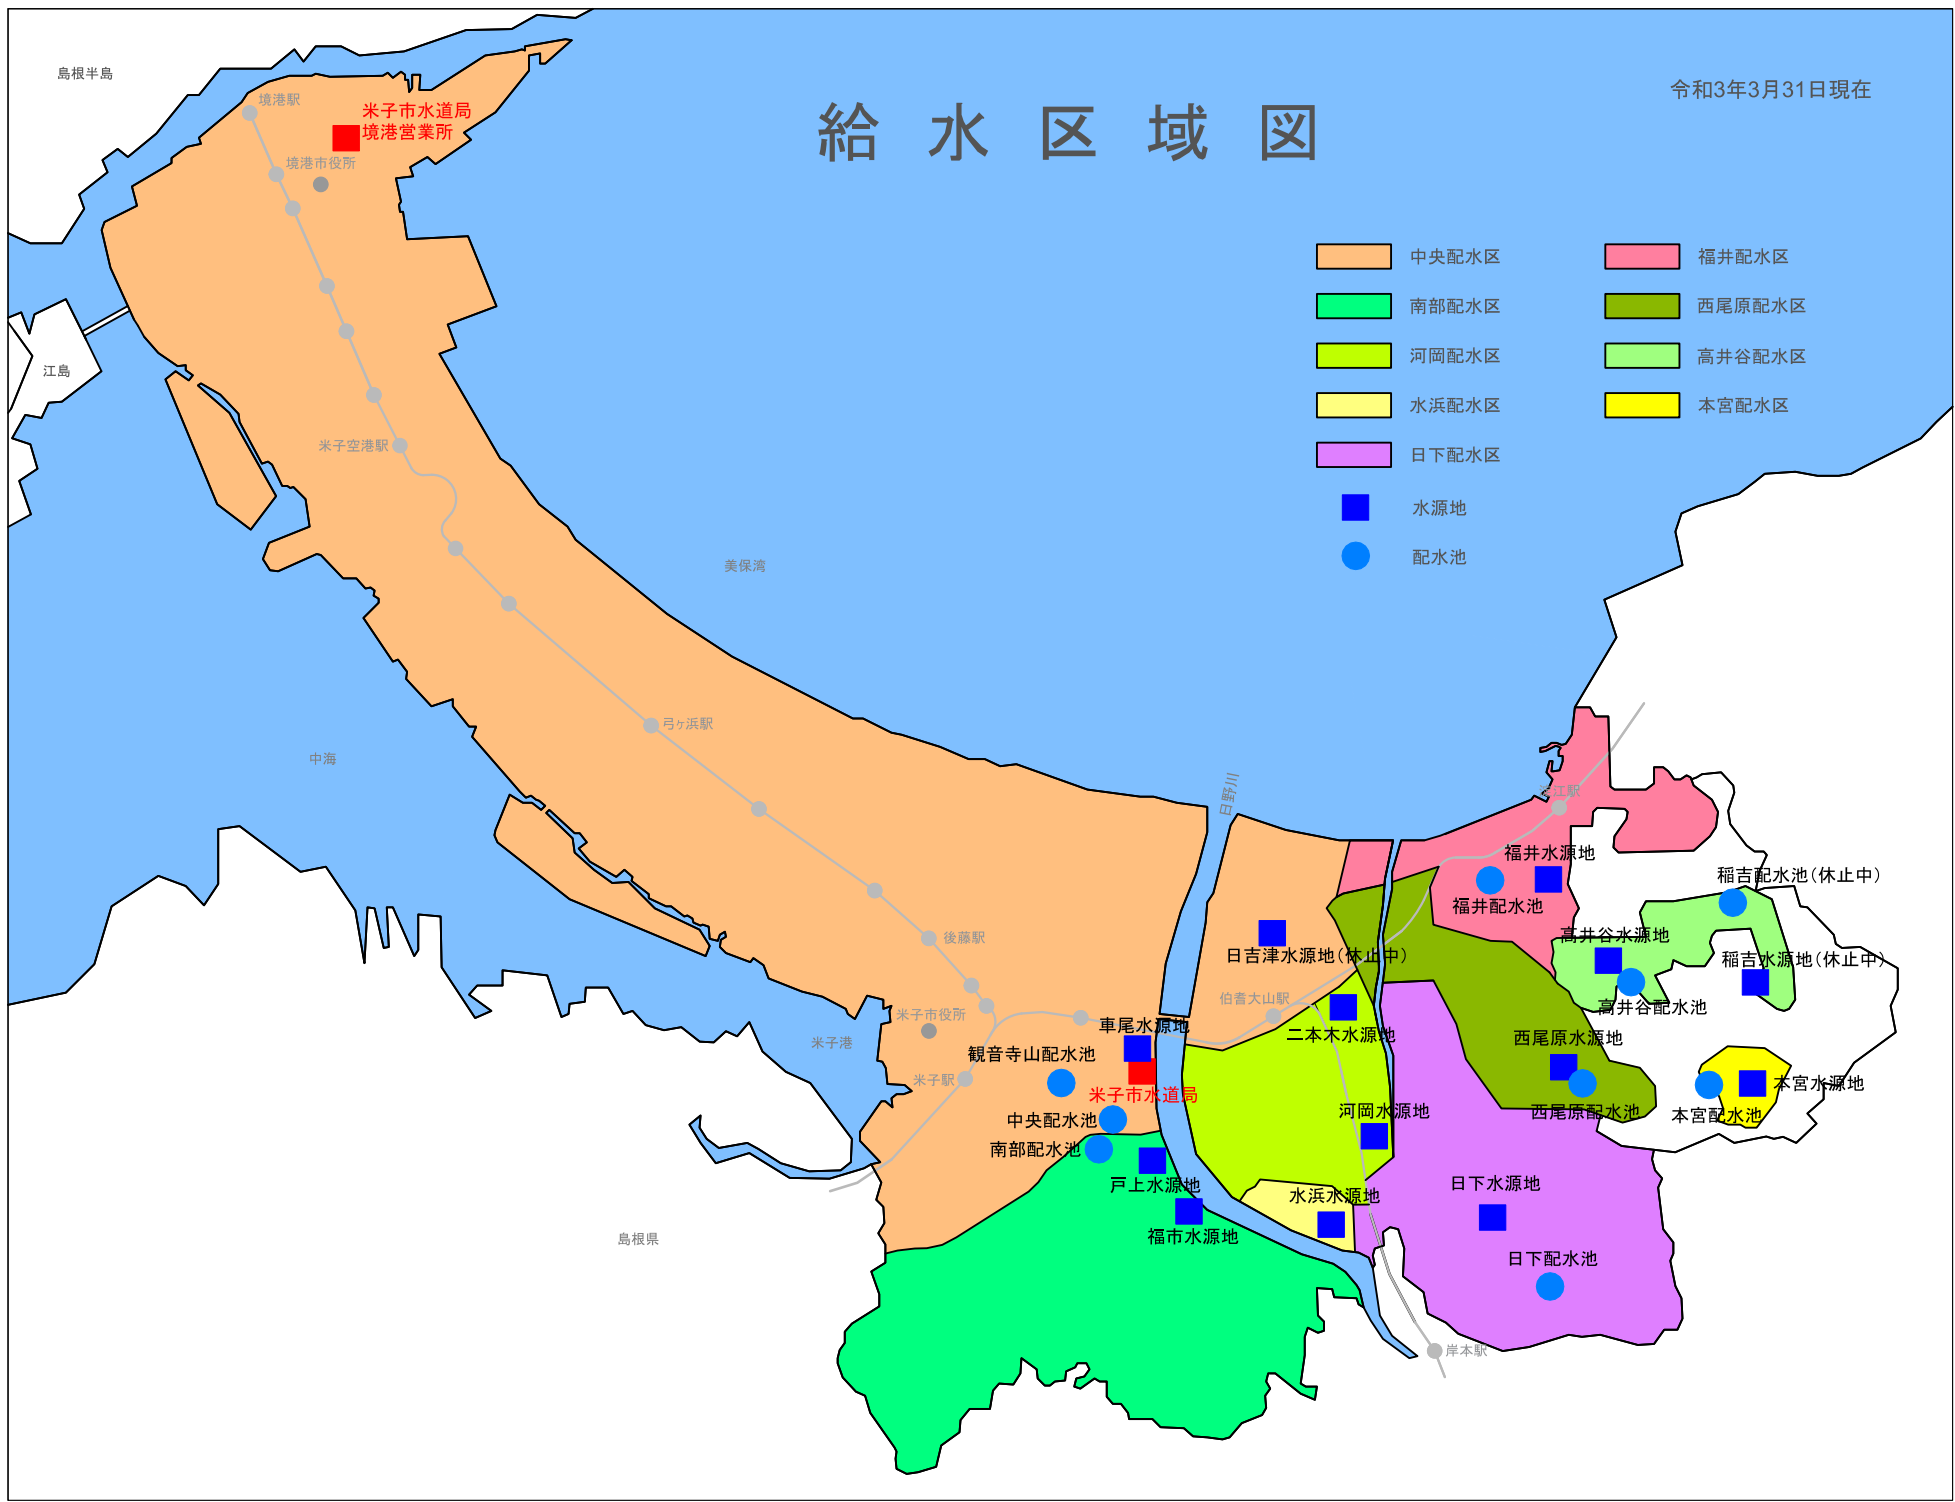 島根半島
境港駅
米子市水道局
境港営業所
境港市役所
給水区域図
令和3年3月31日現在
中央配水区
福井配水区
南部配水区
西尾原配水区
河岡配水区
高井谷配水区
水浜配水区
本宮配水区
日下配水区
水源地
配水池
江島
米子空港駅
美保湾
弓ヶ浜駅
中海
日野川
淀江駅
福井水源地
福井配水池
稲吉配水池(休止中)
後藤駅
日吉津水源地(休止中)
高井谷水源地
稲吉水源地(休止中)
高井谷配水池
伯耆大山駅
米子市役所
車尾水源地
二本木水源地
米子港
観音寺山配水池
西尾原水源地
米子駅
米子市水道局
本宮水源地
中央配水池
河岡水源地
西尾原配水池
本宮配水池
南部配水池
戸上水源地
水浜水源地
日下水源地
島根県
福市水源地
日下配水池
岸本駅